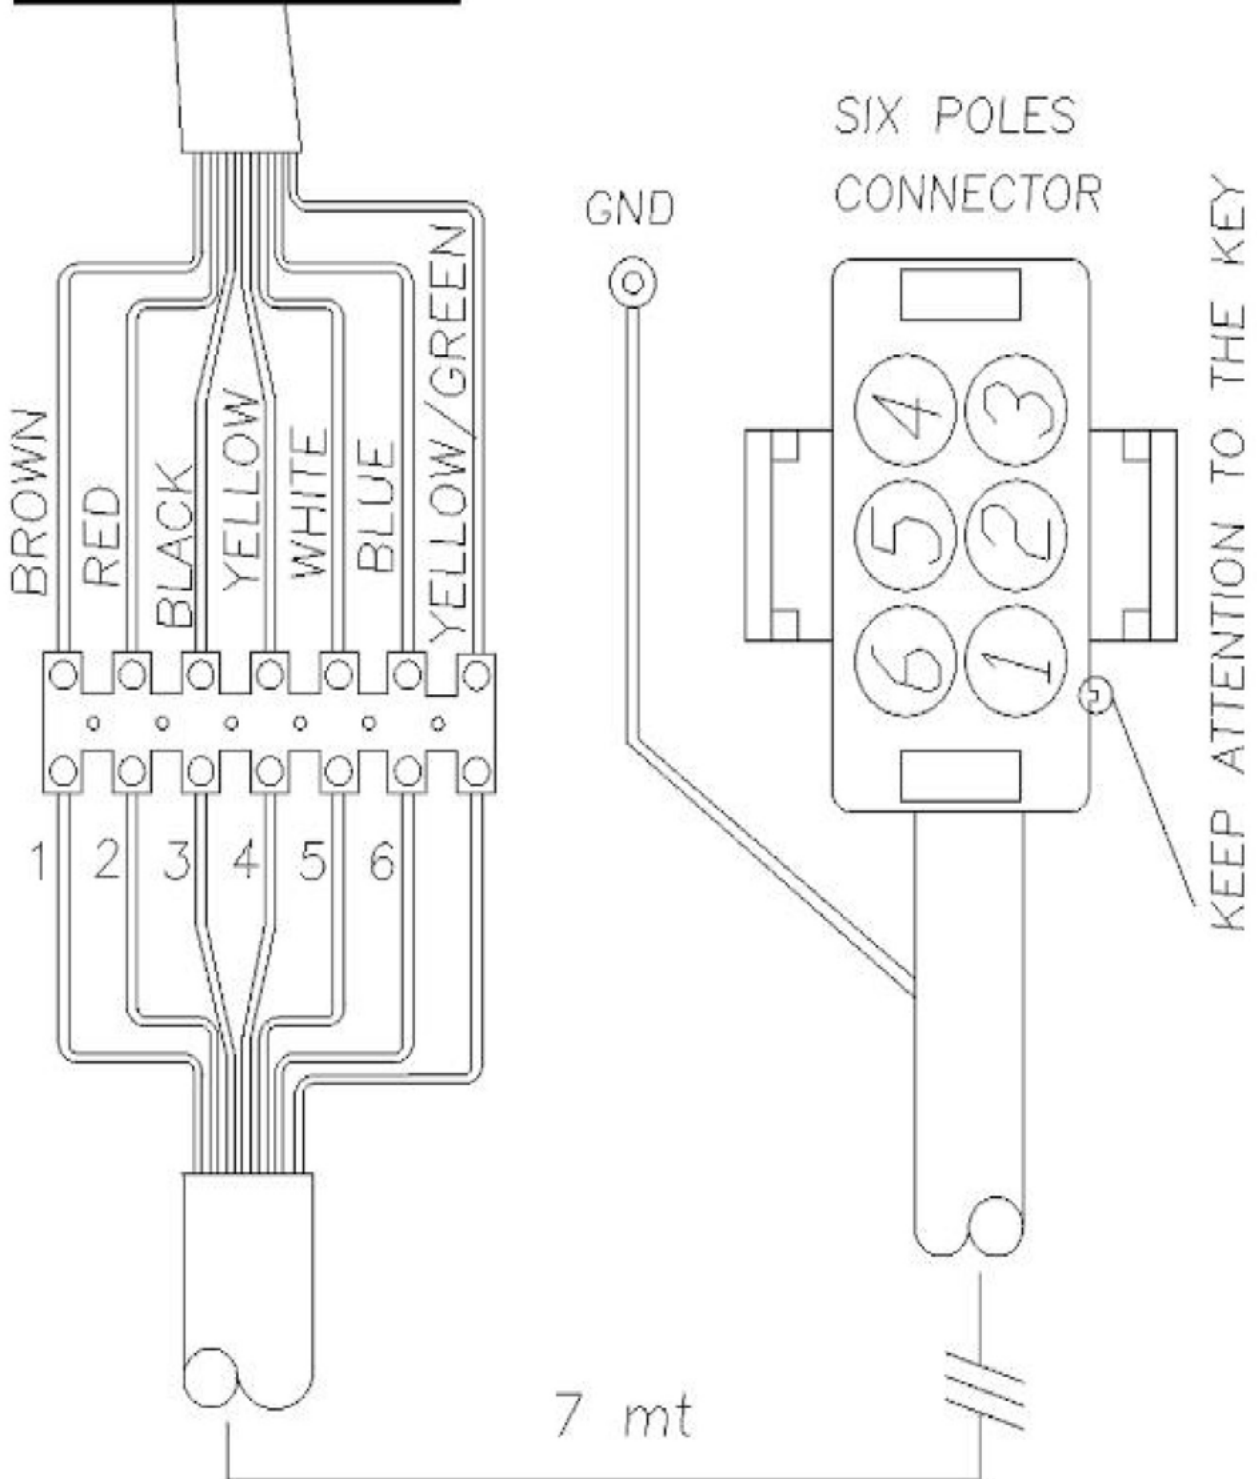 SIX POLES
CONNECTOR
GND
KEEP ATTENTION TO THE KEY
BROWN
RED
BLACK
YELLOW
WHITE
BLUE
YELLOW/GREEN
4 3
5 2
6 1
1 2 3 4 5 6
7 mt